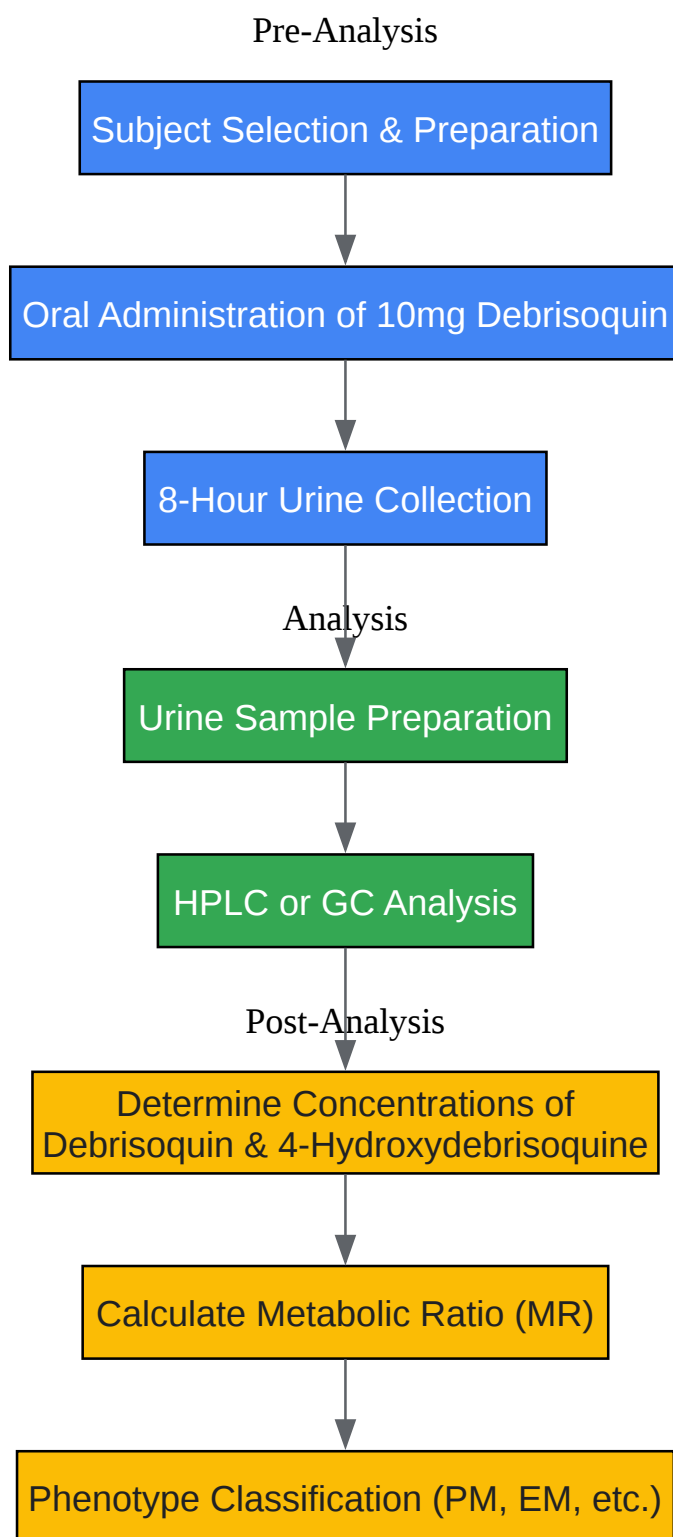 Pre-Analysis
Subject Selection & Preparation
Oral Administration of 10mg Debrisoquin
8-Hour Urine Collection
Analysis
Urine Sample Preparation
HPLC or GC Analysis
Post-Analysis
Determine Concentrations of
Debrisoquin & 4-Hydroxydebrisoquine
Calculate Metabolic Ratio (MR)
Phenotype Classification (PM, EM, etc.)